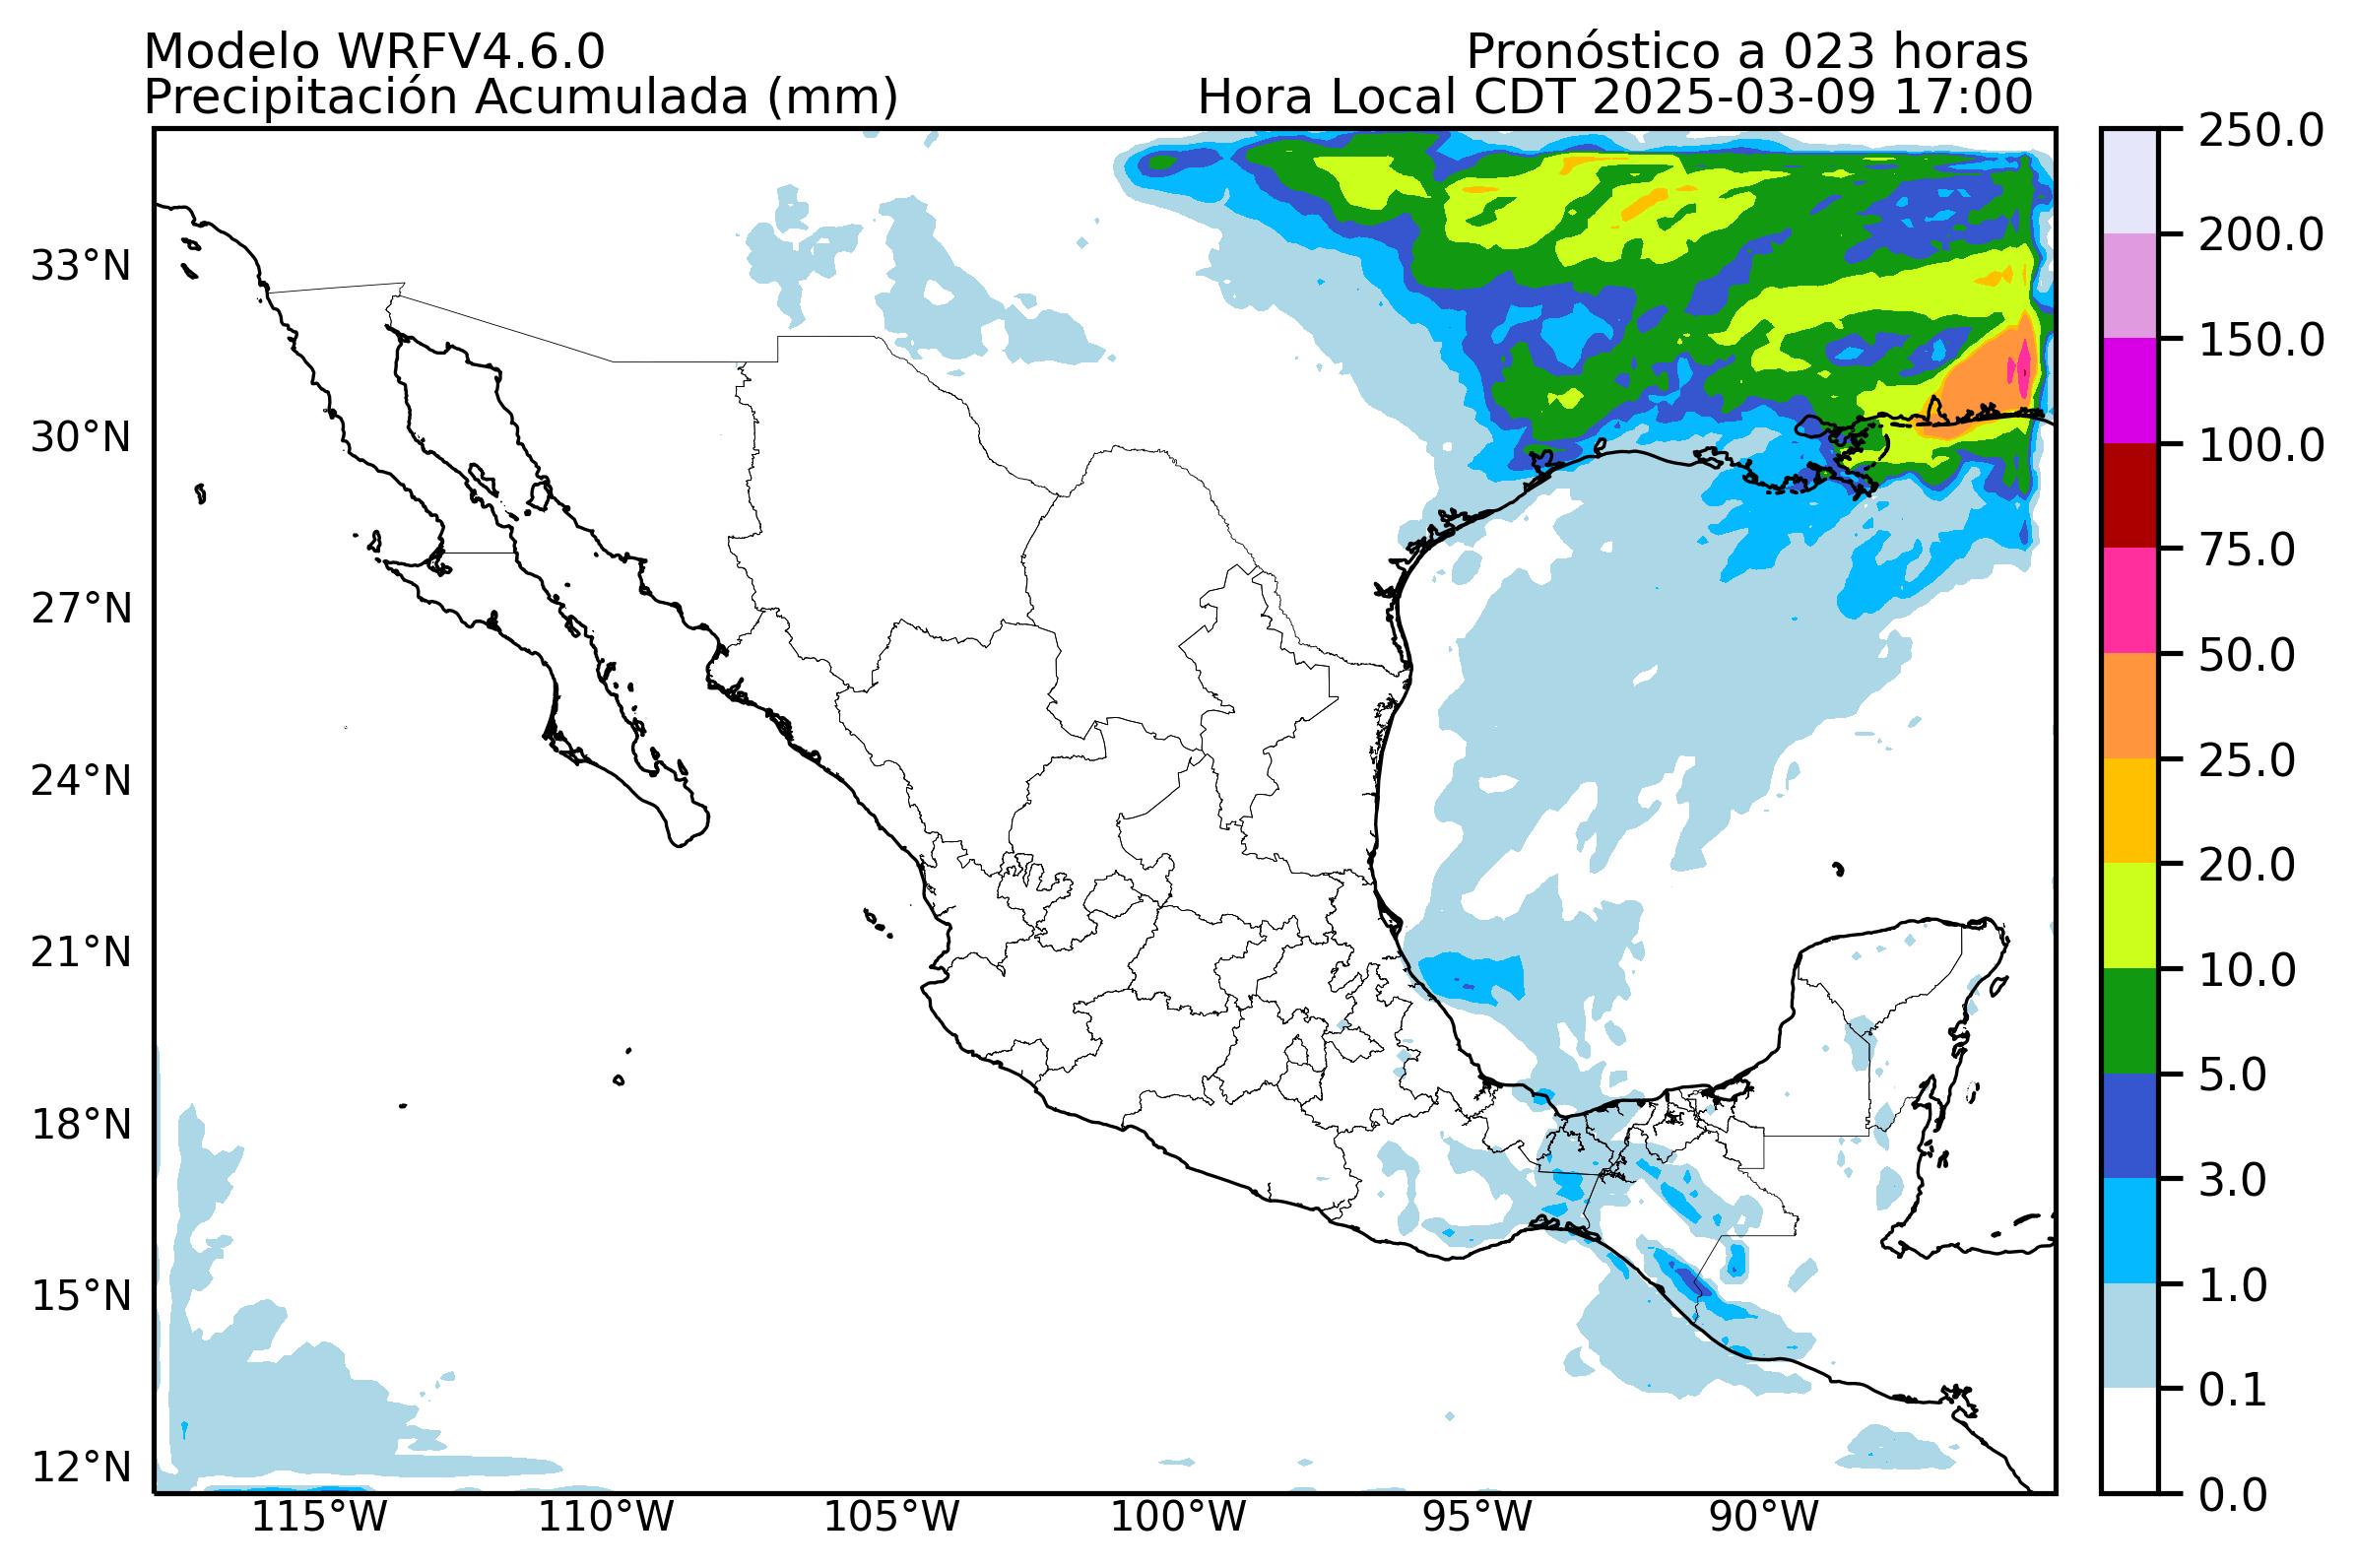 Modelo WRFV4.6.0
Pronóstico a 023 horas
Precipitación Acumulada (mm)
Hora Local CDT 2025-03-09 17:00
250.0
200.0
150.0
100.0
75.0
50.0
25.0
20.0
10.0
5.0
3.0
1.0
0.1
0.0
33°N
30°N
27°N
24°N
21°N
18°N
15°N
12°N
115°W
110°W
105°W
100°W
95°W
90°W